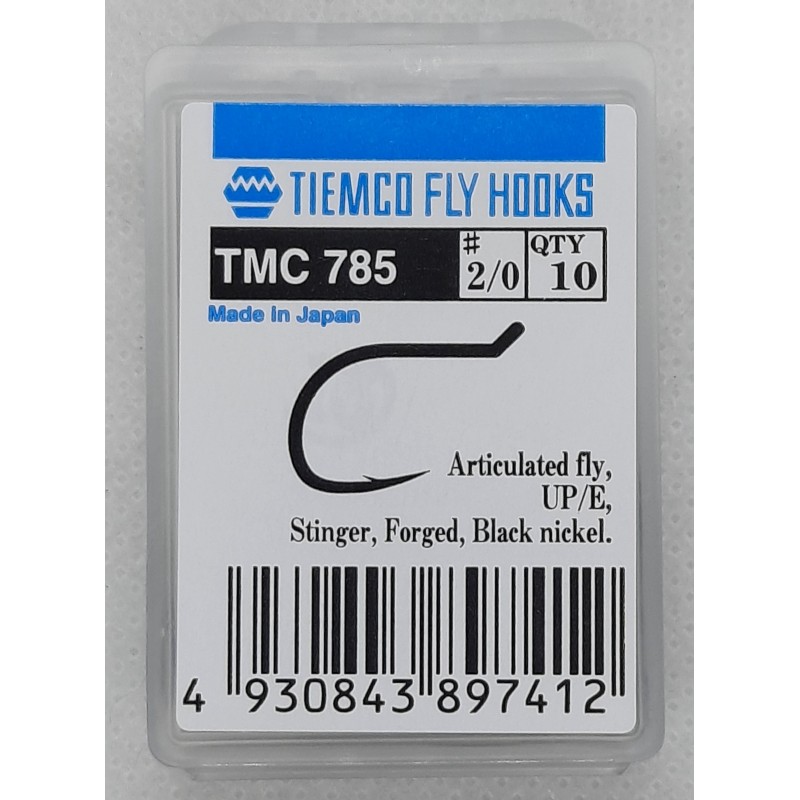 TIEMCO FLY HOOKS
TMC 785
# 2/0
QTY 10
Made in Japan
Articulated fly,
UP/E,
Stinger, Forged, Black nickel.
4 930843 897412